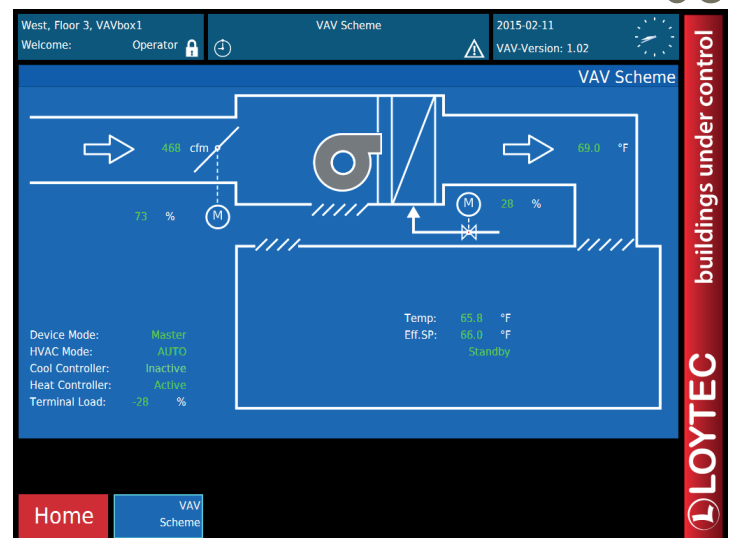 West, Floor 3, VAVbox1
Welcome: Operator
VAV Scheme
2015-02-11
VAV-Version: 1.02
VAV Scheme
468 cfm
69.0 °F
73 %
M
M
28 %
Temp: 65.8 °F
Eff.SP: 66.0 °F
Standby
Device Mode: Master
HVAC Mode: AUTO
Cool Controller: Inactive
Heat Controller: Active
Terminal Load: -28 %
Home
VAV
Scheme
buildings under control
LOYTEC